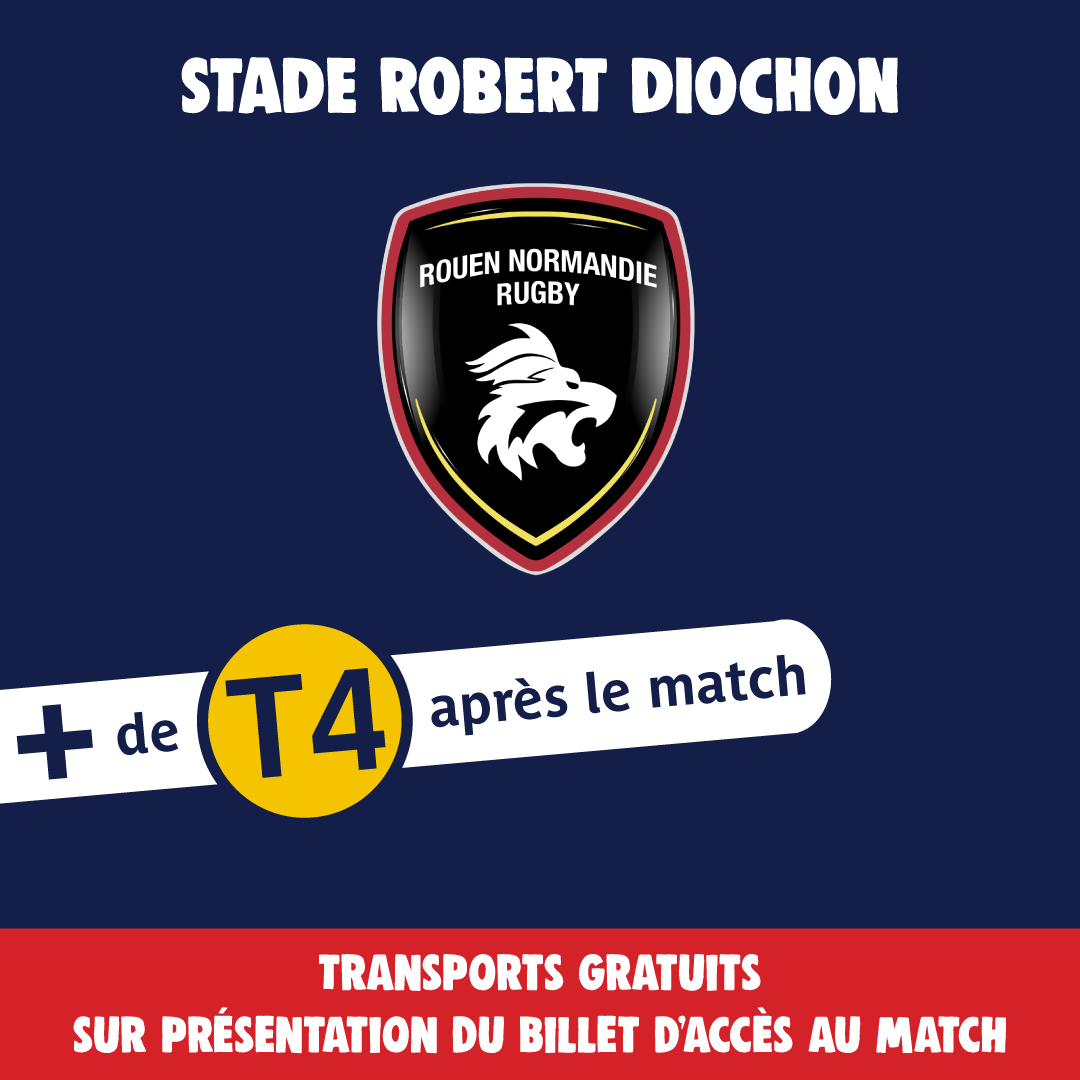 STADE ROBERT DIOCHON
ROUEN NORMANDIE
RUGBY
+ de T4 après le match
TRANSPORTS GRATUITS
SUR PRÉSENTATION DU BILLET D'ACCÈS AU MATCH